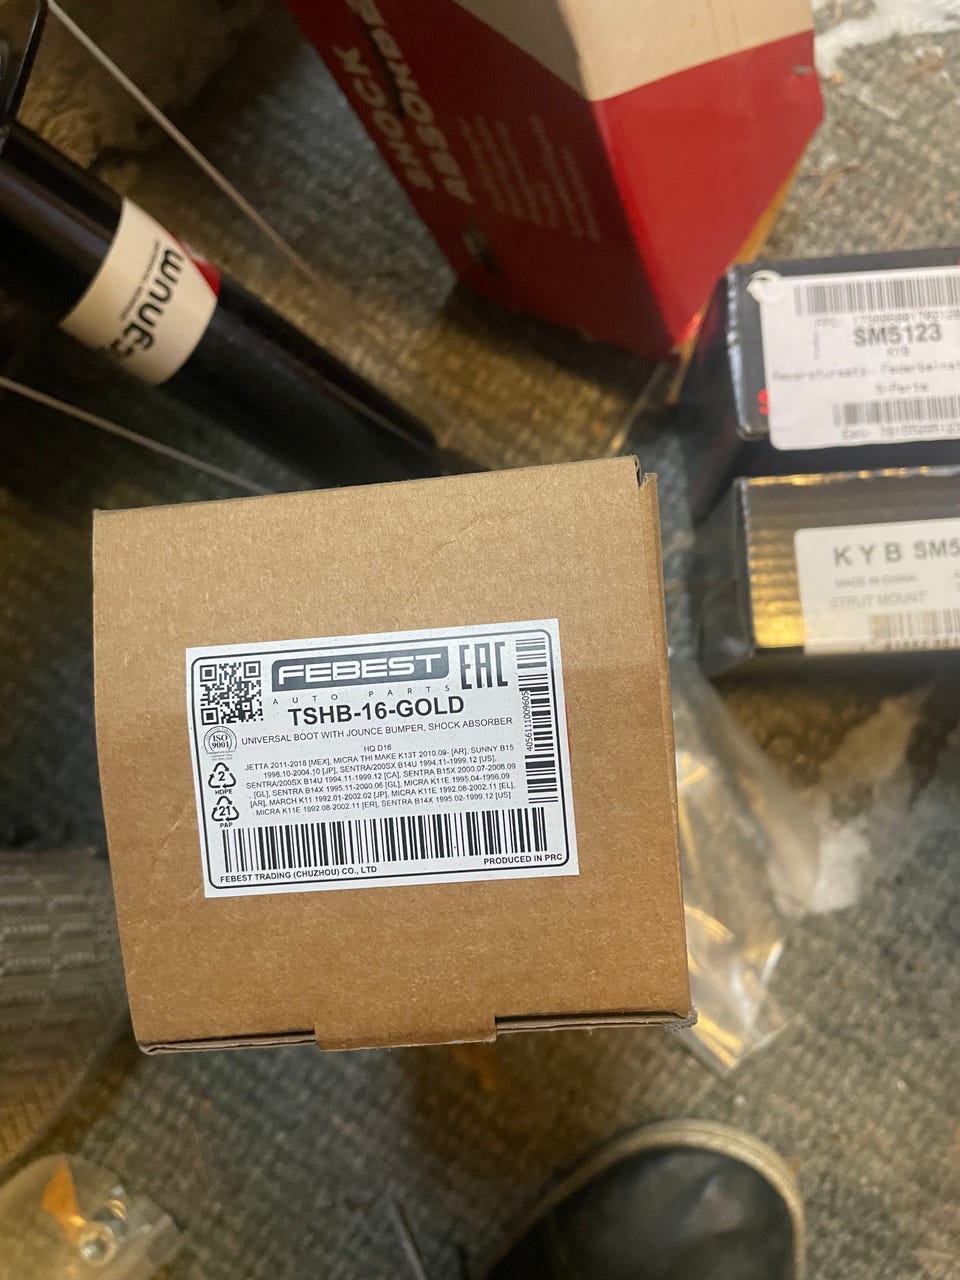 SHOCK
ABSORBE
SM5123
KYB
S-Parts
KYB SM5
MADE IN CHINA
STRUT MOUNT
FEBEST
EAC
AUTO PARTS
TSHB-16-GOLD
UNIVERSAL BOOT WITH JOUNCE BUMPER, SHOCK ABSORBER
HQ D16
JETTA 2011-2018 [MEX], MICRA THI MAKE K13T 2010.09- [AR], SUNNY B15
1998.10-2004.10 [JP], SENTRA/200SX B14U 1994.11-1999.12 [US],
SENTRA/200SX B14U 1994.11-1999.12 [CA], SENTRA B15X 2000.07-2006.09
[GL], SENTRA B14X 1995.11-2000.06 [GL], MICRA K11E 1995.04-1996.09
[AR], MARCH K11 1992.01-2002.02 [JP], MICRA K11E 1992.08-2002.11 [EL],
MICRA K11E 1992.08-2002.11 [ER], SENTRA B14X 1995.02-1999.12 [US]
4056111009605
ISO
9001
2
HDPE
21
PAP
FEBEST TRADING (CHUZHOU) CO., LTD
PRODUCED IN PRC